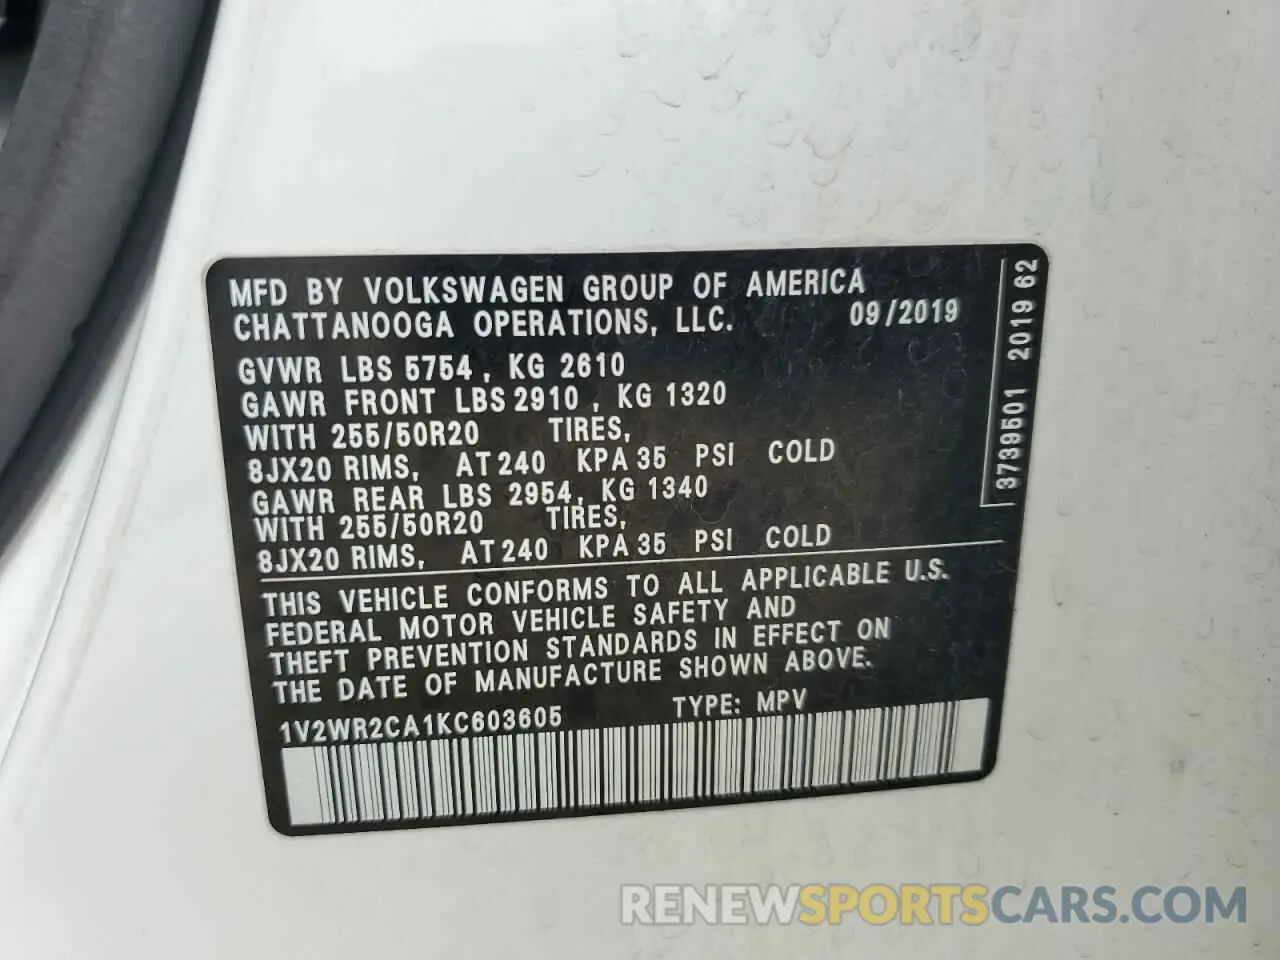 MFD BY VOLKSWAGEN GROUP OF AMERICA
CHATTANOOGA OPERATIONS, LLC. 09/2019
GVWR LBS 5754, KG 2610
GAWR FRONT LBS 2910, KG 1320
WITH 255/50R20 TIRES,
8JX20 RIMS, AT 240 KPA 35 PSI COLD
GAWR REAR LBS 2954, KG 1340
WITH 255/50R20 TIRES,
8JX20 RIMS, AT 240 KPA 35 PSI COLD
THIS VEHICLE CONFORMS TO ALL APPLICABLE U.S.
FEDERAL MOTOR VEHICLE SAFETY AND
THEFT PREVENTION STANDARDS IN EFFECT ON
THE DATE OF MANUFACTURE SHOWN ABOVE.
1V2WR2CA1KC603605 TYPE: MPV
3739501 2019 62
RENEWSPORTSCARS.COM